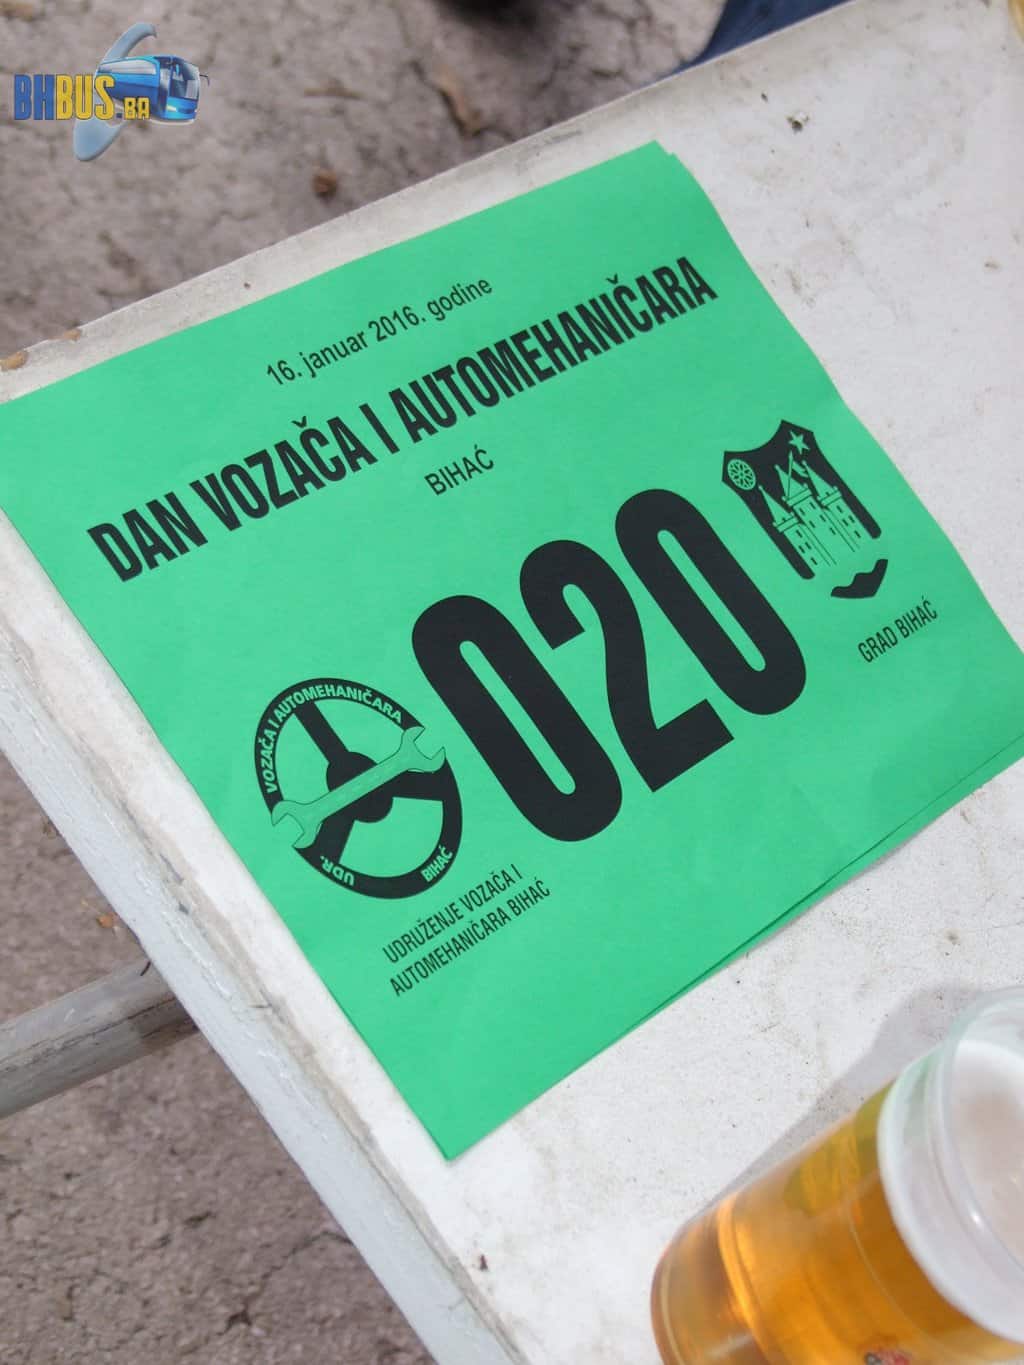 BHBUS.BA
16. januar 2016. godine
DAN VOZAČA I AUTOMEHANIČARA
BIHAĆ
020
GRAD BIHAĆ
VOZAČA I AUTOMEHANIČARA
UDR.
BIHAĆ
UDRUŽENJE VOZAČA I
AUTOMEHANIČARA BIHAĆ